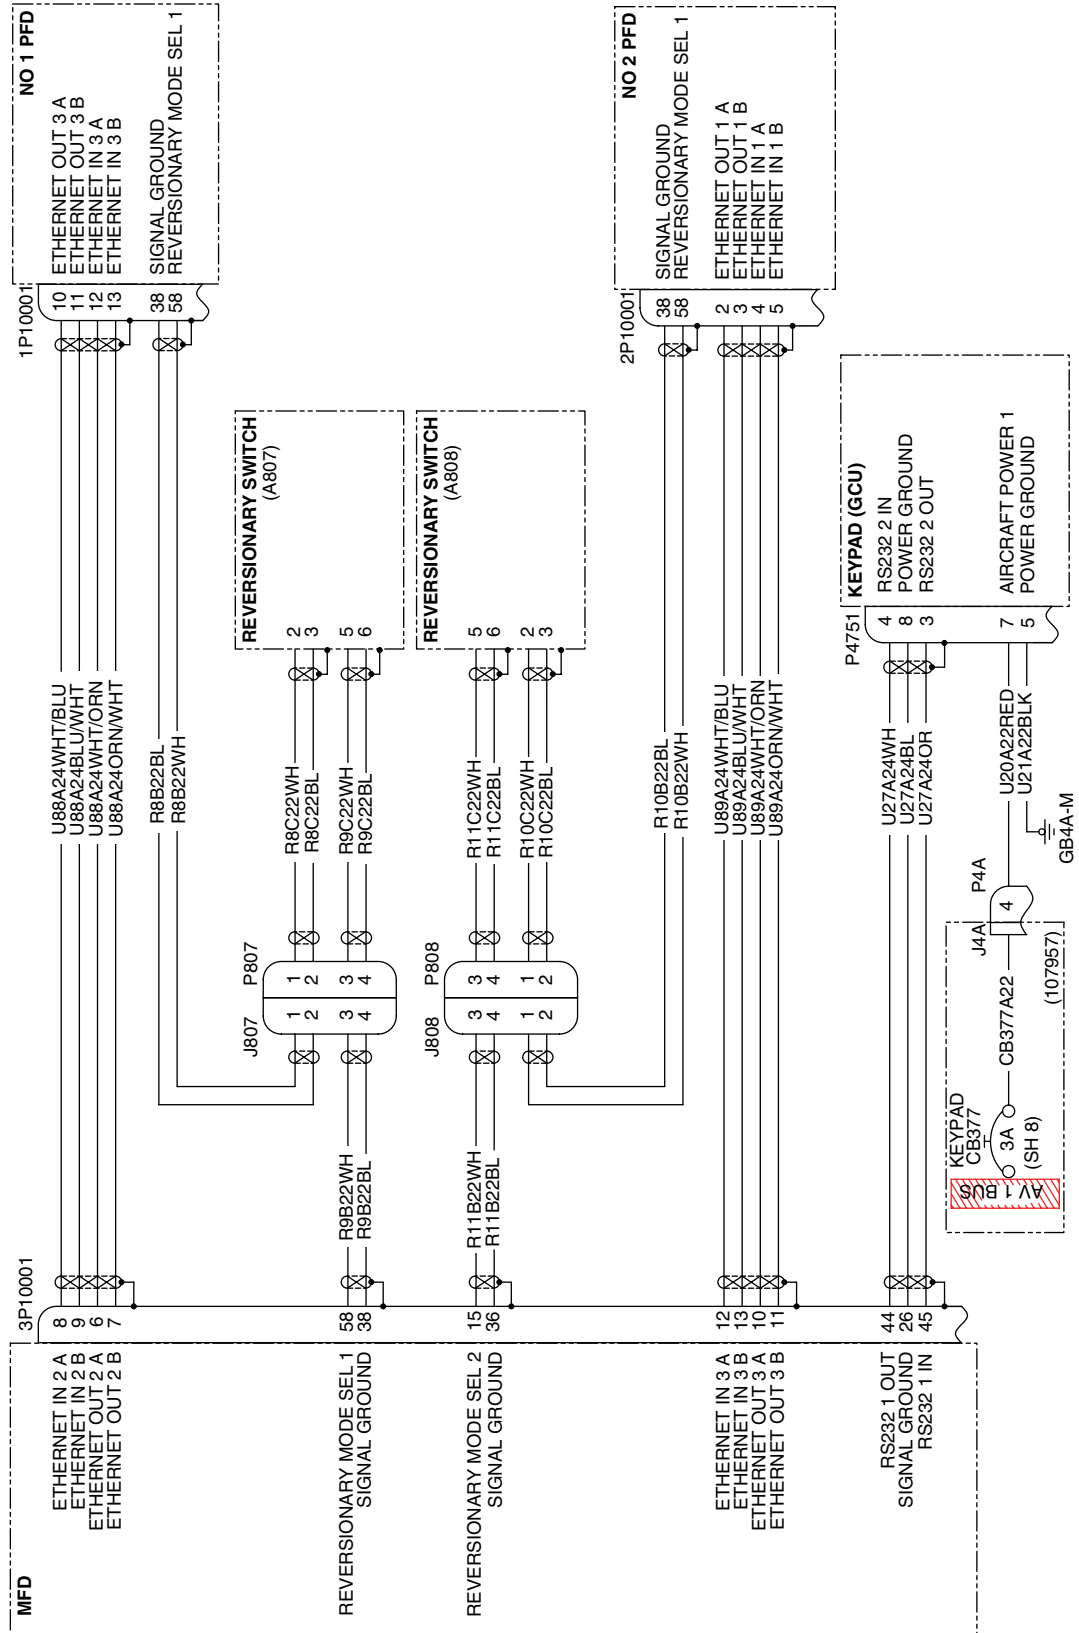 MFD
3P10001
ETHERNET IN 2 A 8
ETHERNET IN 2 B 9
ETHERNET OUT 2 A 6
ETHERNET OUT 2 B 7
REVERSIONARY MODE SEL 1 58
SIGNAL GROUND 38
REVERSIONARY MODE SEL 2 15
SIGNAL GROUND 36
ETHERNET IN 3 A 12
ETHERNET IN 3 B 13
ETHERNET OUT 3 A 10
ETHERNET OUT 3 B 11
RS232 1 OUT 44
SIGNAL GROUND 26
RS232 1 IN 45
U88A24WHT/BLU
U88A24BLU/WHT
U88A24WHT/ORN
U88A24ORN/WHT
R8B22BL
R8B22WH
1P10001
NO 1 PFD
10 ETHERNET OUT 3 A
11 ETHERNET OUT 3 B
12 ETHERNET IN 3 A
13 ETHERNET IN 3 B
38 SIGNAL GROUND
58 REVERSIONARY MODE SEL 1
R9B22WH
R9B22BL
J807 P807
1 1
2 2
3 3
4 4
R8C22WH
R8C22BL
R9C22WH
R9C22BL
REVERSIONARY SWITCH
(A807)
2
3
5
6
R11B22WH
R11B22BL
J808 P808
3 3
4 4
1 1
2 2
R11C22WH
R11C22BL
R10C22WH
R10C22BL
REVERSIONARY SWITCH
(A808)
5
6
2
3
R10B22BL
R10B22WH
U89A24WHT/BLU
U89A24BLU/WHT
U89A24WHT/ORN
U89A24ORN/WHT
2P10001
NO 2 PFD
38 SIGNAL GROUND
58 REVERSIONARY MODE SEL 1
2 ETHERNET OUT 1 A
3 ETHERNET OUT 1 B
4 ETHERNET IN 1 A
5 ETHERNET IN 1 B
U27A24WH
U27A24BL
U27A24OR
P4751
KEYPAD (GCU)
4 RS232 2 IN
8 POWER GROUND
3 RS232 2 OUT
7 AIRCRAFT POWER 1
5 POWER GROUND
AV 1 BUS
KEYPAD
CB377
3A
(SH 8)
CB377A22
(107957)
J4A P4A
4
U20A22RED
U21A22BLK
GB4A-M